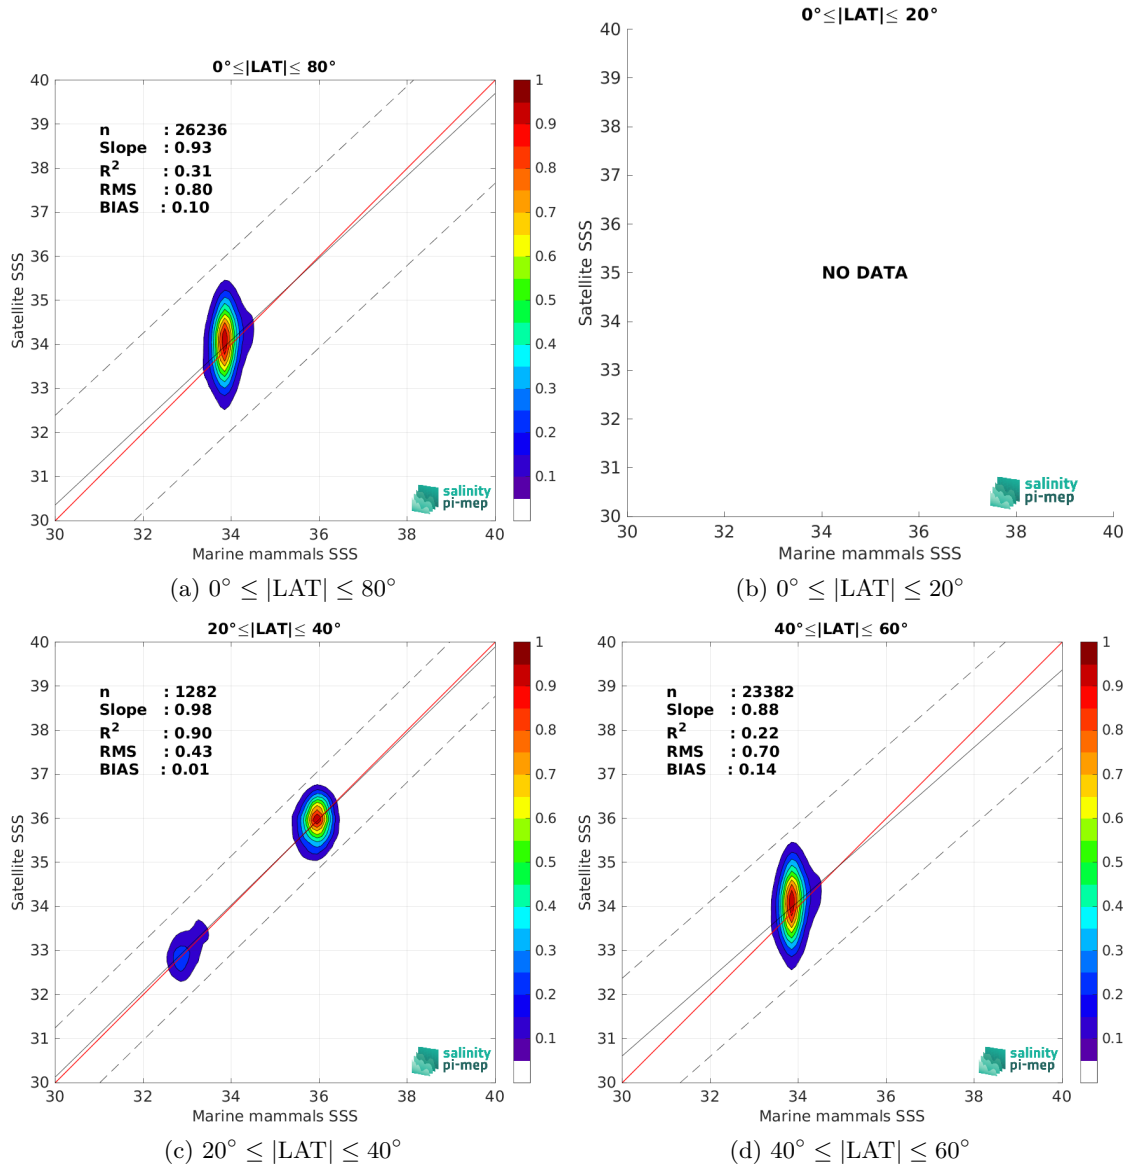 0°≤|LAT|≤ 80°
40
39
38
37
36
35
34
33
32
31
30
Satellite SSS
n : 26236
Slope : 0.93
R² : 0.31
RMS : 0.80
BIAS : 0.10
salinity
pi-mep
30 32 34 36 38 40
Marine mammals SSS
1
0.9
0.8
0.7
0.6
0.5
0.4
0.3
0.2
0.1
(a) 0° ≤ |LAT| ≤ 80°
0°≤|LAT|≤ 20°
40
39
38
37
36
35
34
33
32
31
30
Satellite SSS
NO DATA
salinity
pi-mep
30 32 34 36 38 40
Marine mammals SSS
(b) 0° ≤ |LAT| ≤ 20°
20°≤|LAT|≤ 40°
40
39
38
37
36
35
34
33
32
31
30
Satellite SSS
n : 1282
Slope : 0.98
R² : 0.90
RMS : 0.43
BIAS : 0.01
salinity
pi-mep
30 32 34 36 38 40
Marine mammals SSS
1
0.9
0.8
0.7
0.6
0.5
0.4
0.3
0.2
0.1
(c) 20° ≤ |LAT| ≤ 40°
40°≤|LAT|≤ 60°
40
39
38
37
36
35
34
33
32
31
30
Satellite SSS
n : 23382
Slope : 0.88
R² : 0.22
RMS : 0.70
BIAS : 0.14
salinity
pi-mep
30 32 34 36 38 40
Marine mammals SSS
1
0.9
0.8
0.7
0.6
0.5
0.4
0.3
0.2
0.1
(d) 40° ≤ |LAT| ≤ 60°